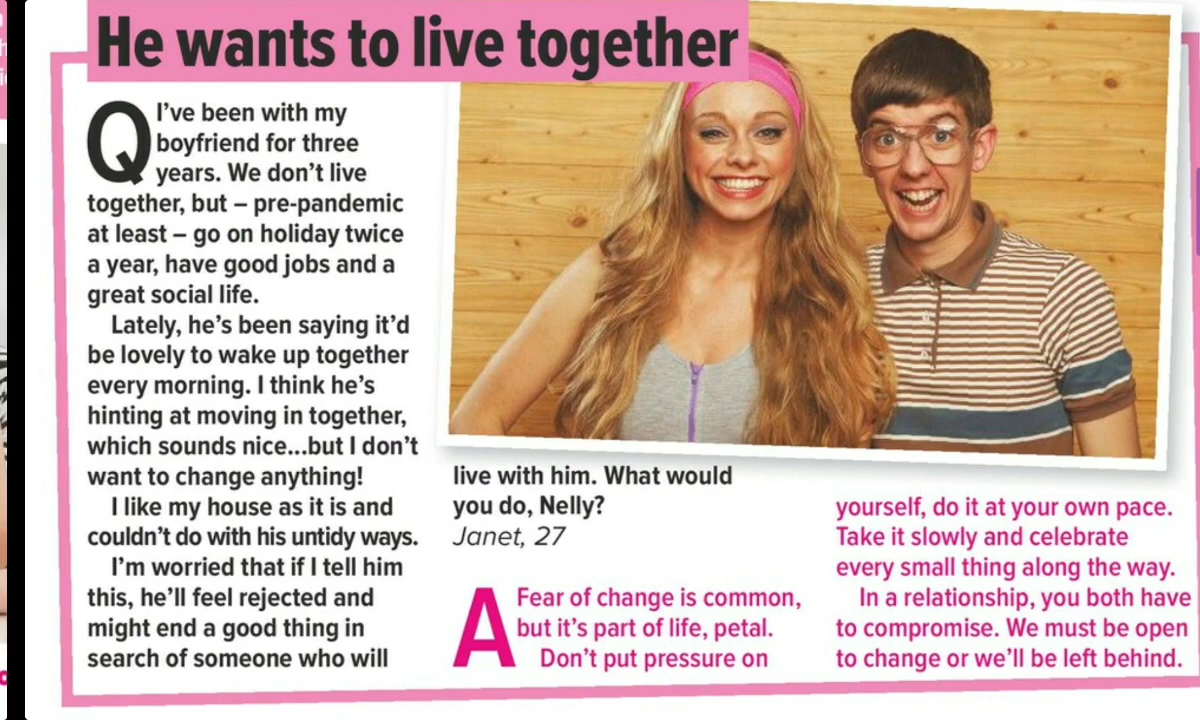 He wants to live together
Q I've been with my
boyfriend for three
years. We don't live
together, but – pre-pandemic
at least – go on holiday twice
a year, have good jobs and a
great social life.
Lately, he's been saying it'd
be lovely to wake up together
every morning. I think he's
hinting at moving in together,
which sounds nice...but I don't
want to change anything!
I like my house as it is and
couldn't do with his untidy ways.
I'm worried that if I tell him
this, he'll feel rejected and
might end a good thing in
search of someone who will
live with him. What would
you do, Nelly?
Janet, 27
A Fear of change is common,
but it's part of life, petal.
Don't put pressure on
yourself, do it at your own pace.
Take it slowly and celebrate
every small thing along the way.
In a relationship, you both have
to compromise. We must be open
to change or we'll be left behind.